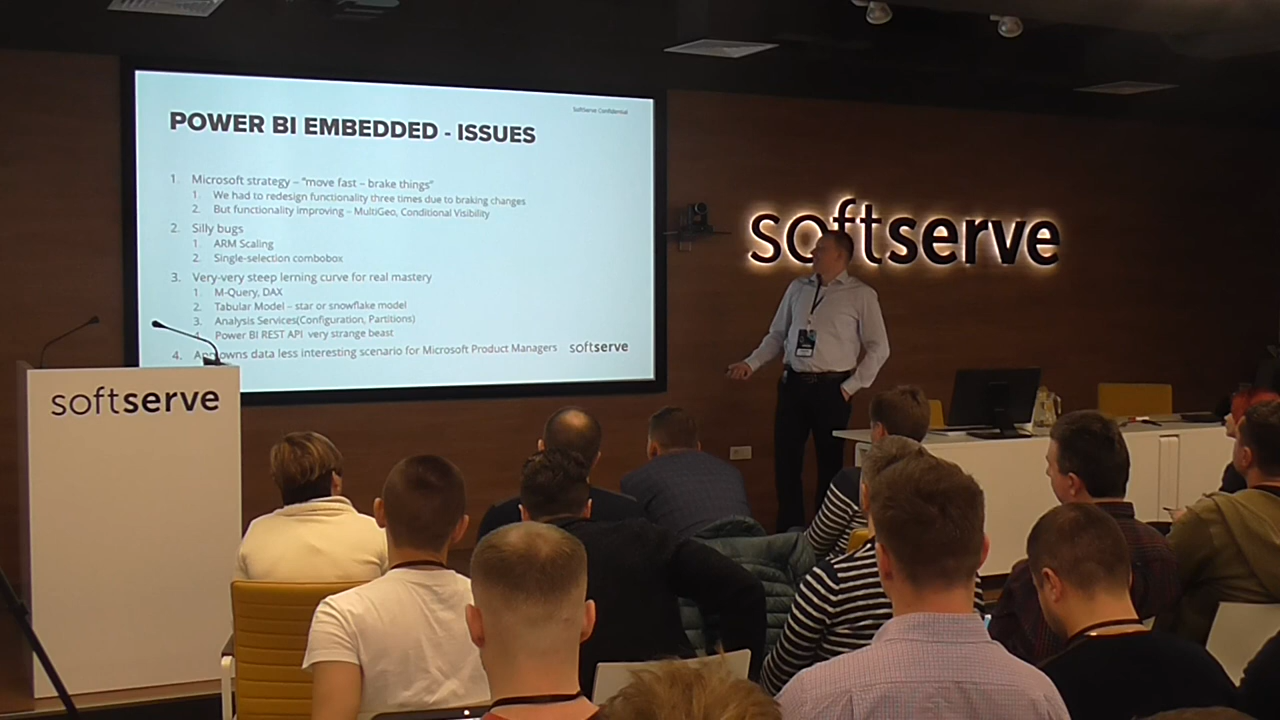 SoftServe Confidential
POWER BI EMBEDDED - ISSUES
1. Microsoft strategy – "move fast – brake things"
1. We had to redesign functionality three times due to braking changes
2. But functionality improving – MultiGeo, Conditional Visibility
2. Silly bugs
1. ARM Scaling
2. Single-selection combobox
3. Very-very steep lerning curve for real mastery
1. M-Query, DAX
2. Tabular Model – star or snowflake model
3. Analysis Services(Configuration, Partitions)
4. Power BI REST API very strange beast
4. App owns data less interesting scenario for Microsoft Product Managers
softserve
softserve
softserve